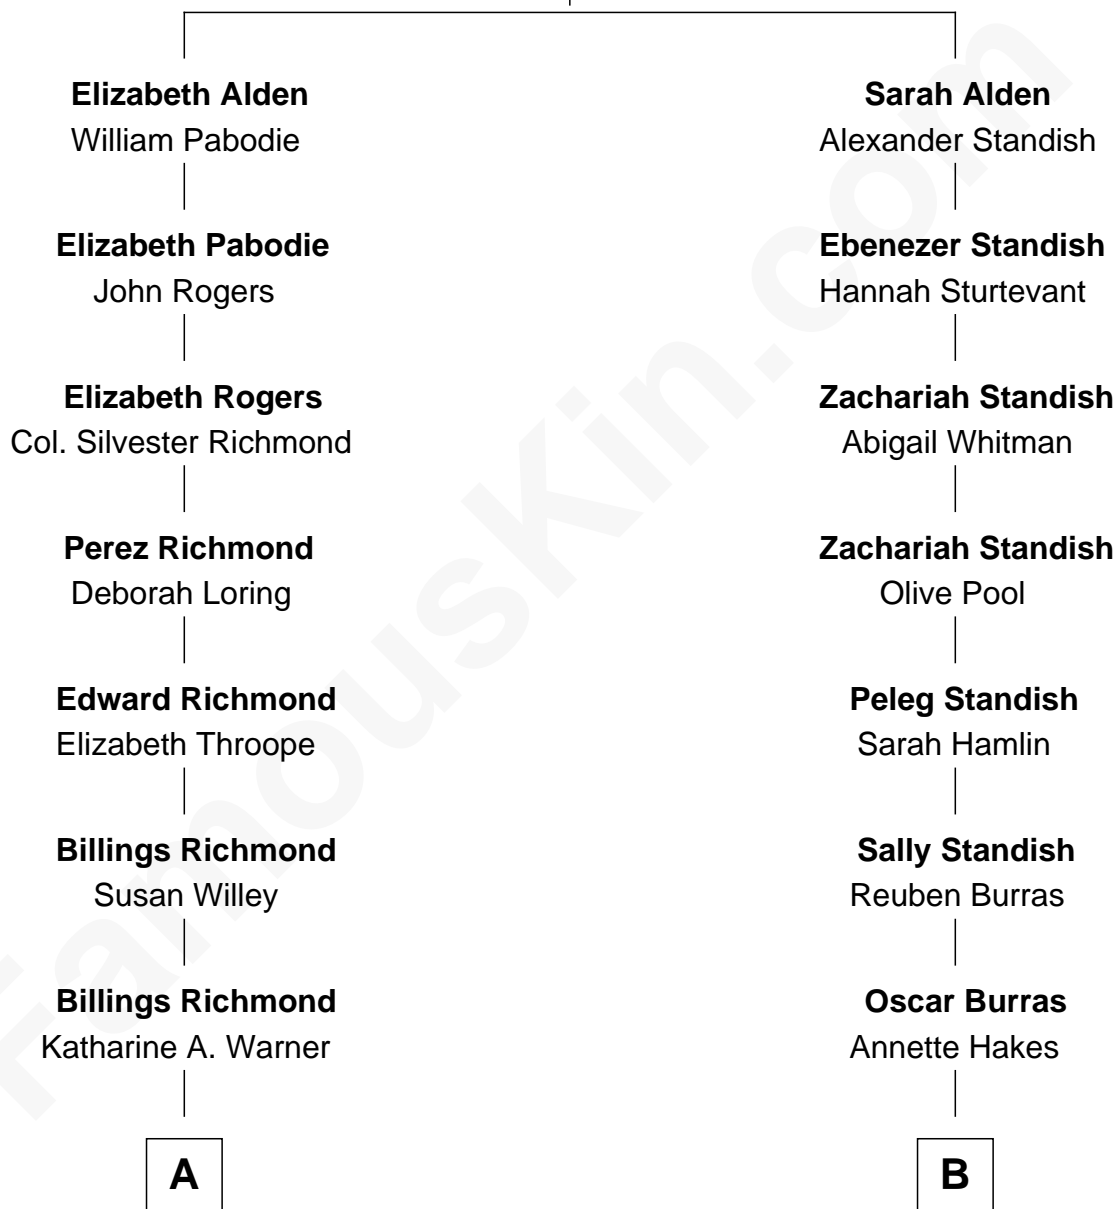 Elizabeth Alden
William Pabodie
Sarah Alden
Alexander Standish
Elizabeth Pabodie
John Rogers
Ebenezer Standish
Hannah Sturtevant
Elizabeth Rogers
Col. Silvester Richmond
Zachariah Standish
Abigail Whitman
Perez Richmond
Deborah Loring
Zachariah Standish
Olive Pool
Edward Richmond
Elizabeth Throope
Peleg Standish
Sarah Hamlin
Billings Richmond
Susan Willey
Sally Standish
Reuben Burras
Billings Richmond
Katharine A. Warner
Oscar Burras
Annette Hakes
A
B
FamousKin.com